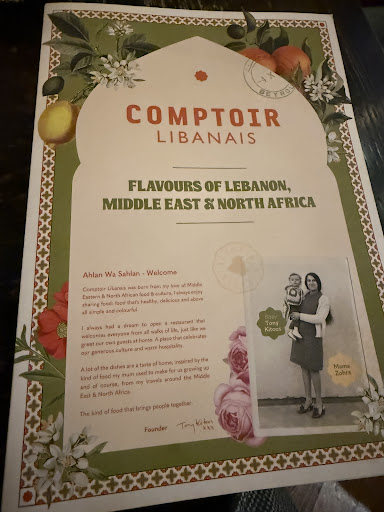 BEYROU
COMPTOIR
LIBANAIS
FLAVOURS OF LEBANON,
MIDDLE EAST & NORTH AFRICA
Ahlan Wa Sahlan - Welcome
Comptoir Libanais was born from my love of Middle
Eastern & North African food & culture, I always enjoy
sharing food; food that's healthy, delicious and above
all simple and colourful.
I always had a dream to open a restaurant that
welcomes everyone from all walks of life, just like we
greet our own guests at home. A place that celebrates
our generous culture and warm hospitality.
A lot of the dishes are a taste of home, inspired by the
kind of food my mum used to make for us growing up
and of course, from my travels around the Middle
East & North Africa.
The kind of food that brings people together.
Founder Tony Kitous
xxx
Tony
Kitous
Mama
Zohra